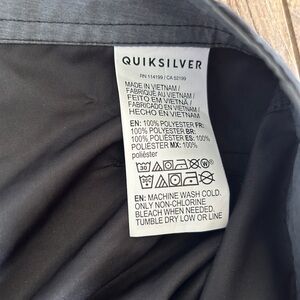 QUIKSILVER
RN 114199 / CA 52199
MADE IN VIETNAM /
FABRIQUÉ AU VIETNAM /
FEITO EM VIETNÃ /
FABRICADO EN VIETNAM /
HECHO EN VIETNAM
EN: 100% POLYESTER FR:
100% POLYESTER BR:
100% POLIÉSTER ES: 100%
POLIÉSTER MX: 100%
poliéster
EN: MACHINE WASH COLD.
ONLY NON-CHLORINE
BLEACH WHEN NEEDED.
TUMBLE DRY LOW OR LINE